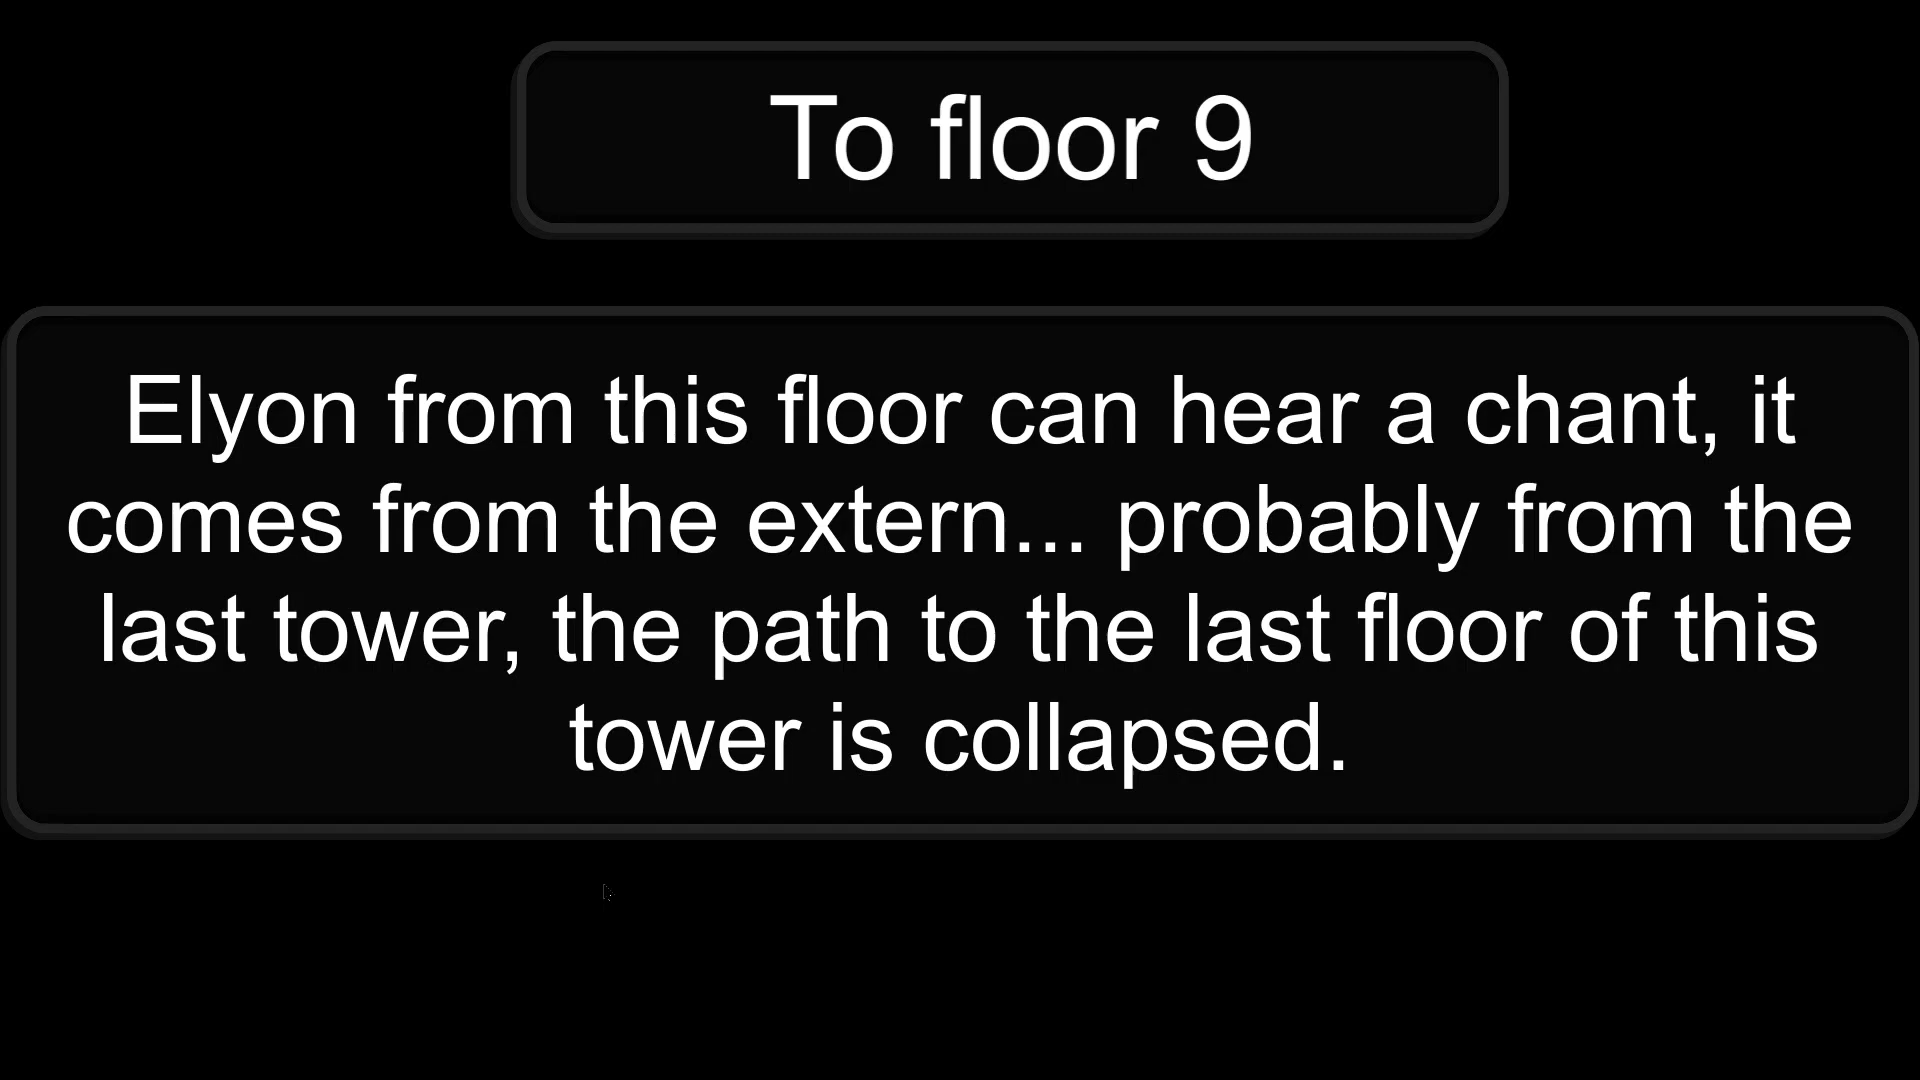 To floor 9
Elyon from this floor can hear a chant, it
comes from the extern... probably from the
last tower, the path to the last floor of this
tower is collapsed.